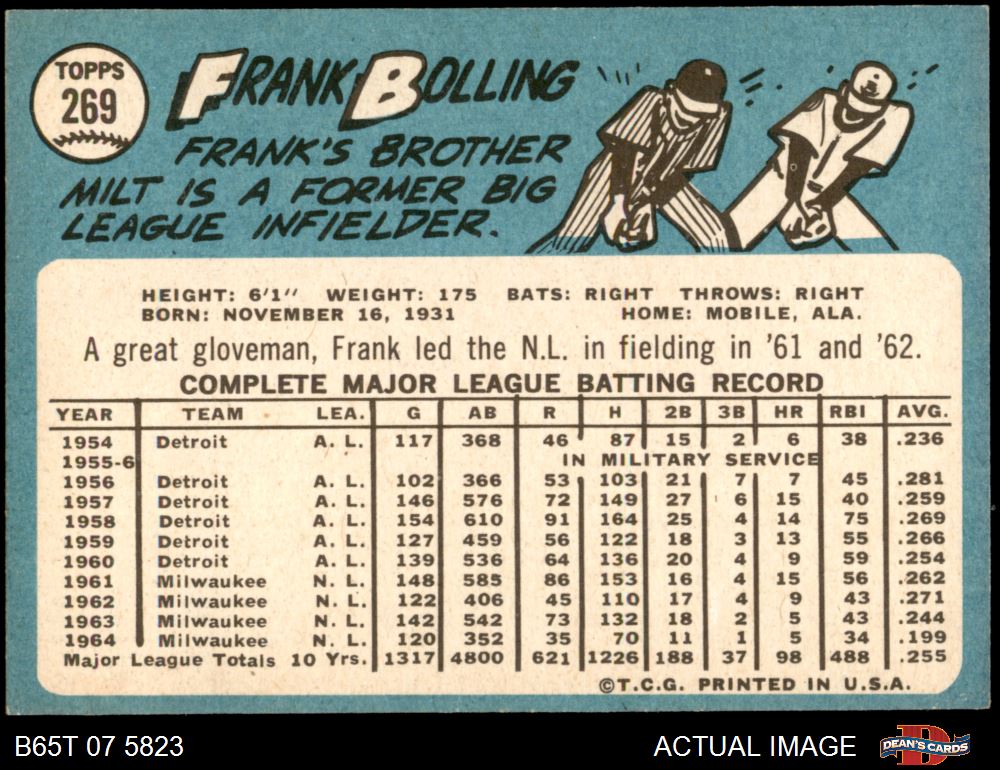 TOPPS
269
FRANK BOLLING
FRANK'S BROTHER
MILT IS A FORMER BIG
LEAGUE INFIELDER.
HEIGHT: 6'1" WEIGHT: 175 BATS: RIGHT THROWS: RIGHT
BORN: NOVEMBER 16, 1931 HOME: MOBILE, ALA.
A great gloveman, Frank led the N.L. in fielding in '61 and '62.
COMPLETE MAJOR LEAGUE BATTING RECORD
YEAR TEAM LEA. G AB R H 2B 3B HR RBI AVG.
1954 Detroit A. L. 117 368 46 87 15 2 6 38 .236
1955-6 IN MILITARY SERVICE
1956 Detroit A. L. 102 366 53 103 21 7 7 45 .281
1957 Detroit A. L. 146 576 72 149 27 6 15 40 .259
1958 Detroit A. L. 154 610 91 164 25 4 14 75 .269
1959 Detroit A. L. 127 459 56 122 18 3 13 55 .266
1960 Detroit A. L. 139 536 64 136 20 4 9 59 .254
1961 Milwaukee N. L. 148 585 86 153 16 4 15 56 .262
1962 Milwaukee N. L. 122 406 45 110 17 4 9 43 .271
1963 Milwaukee N. L. 142 542 73 132 18 2 5 43 .244
1964 Milwaukee N. L. 120 352 35 70 11 1 5 34 .199
Major League Totals 10 Yrs. 1317 4800 621 1226 188 37 98 488 .255
©T.C.G. PRINTED IN U.S.A.
B65T 07 5823 ACTUAL IMAGE D DEAN'S CARDS